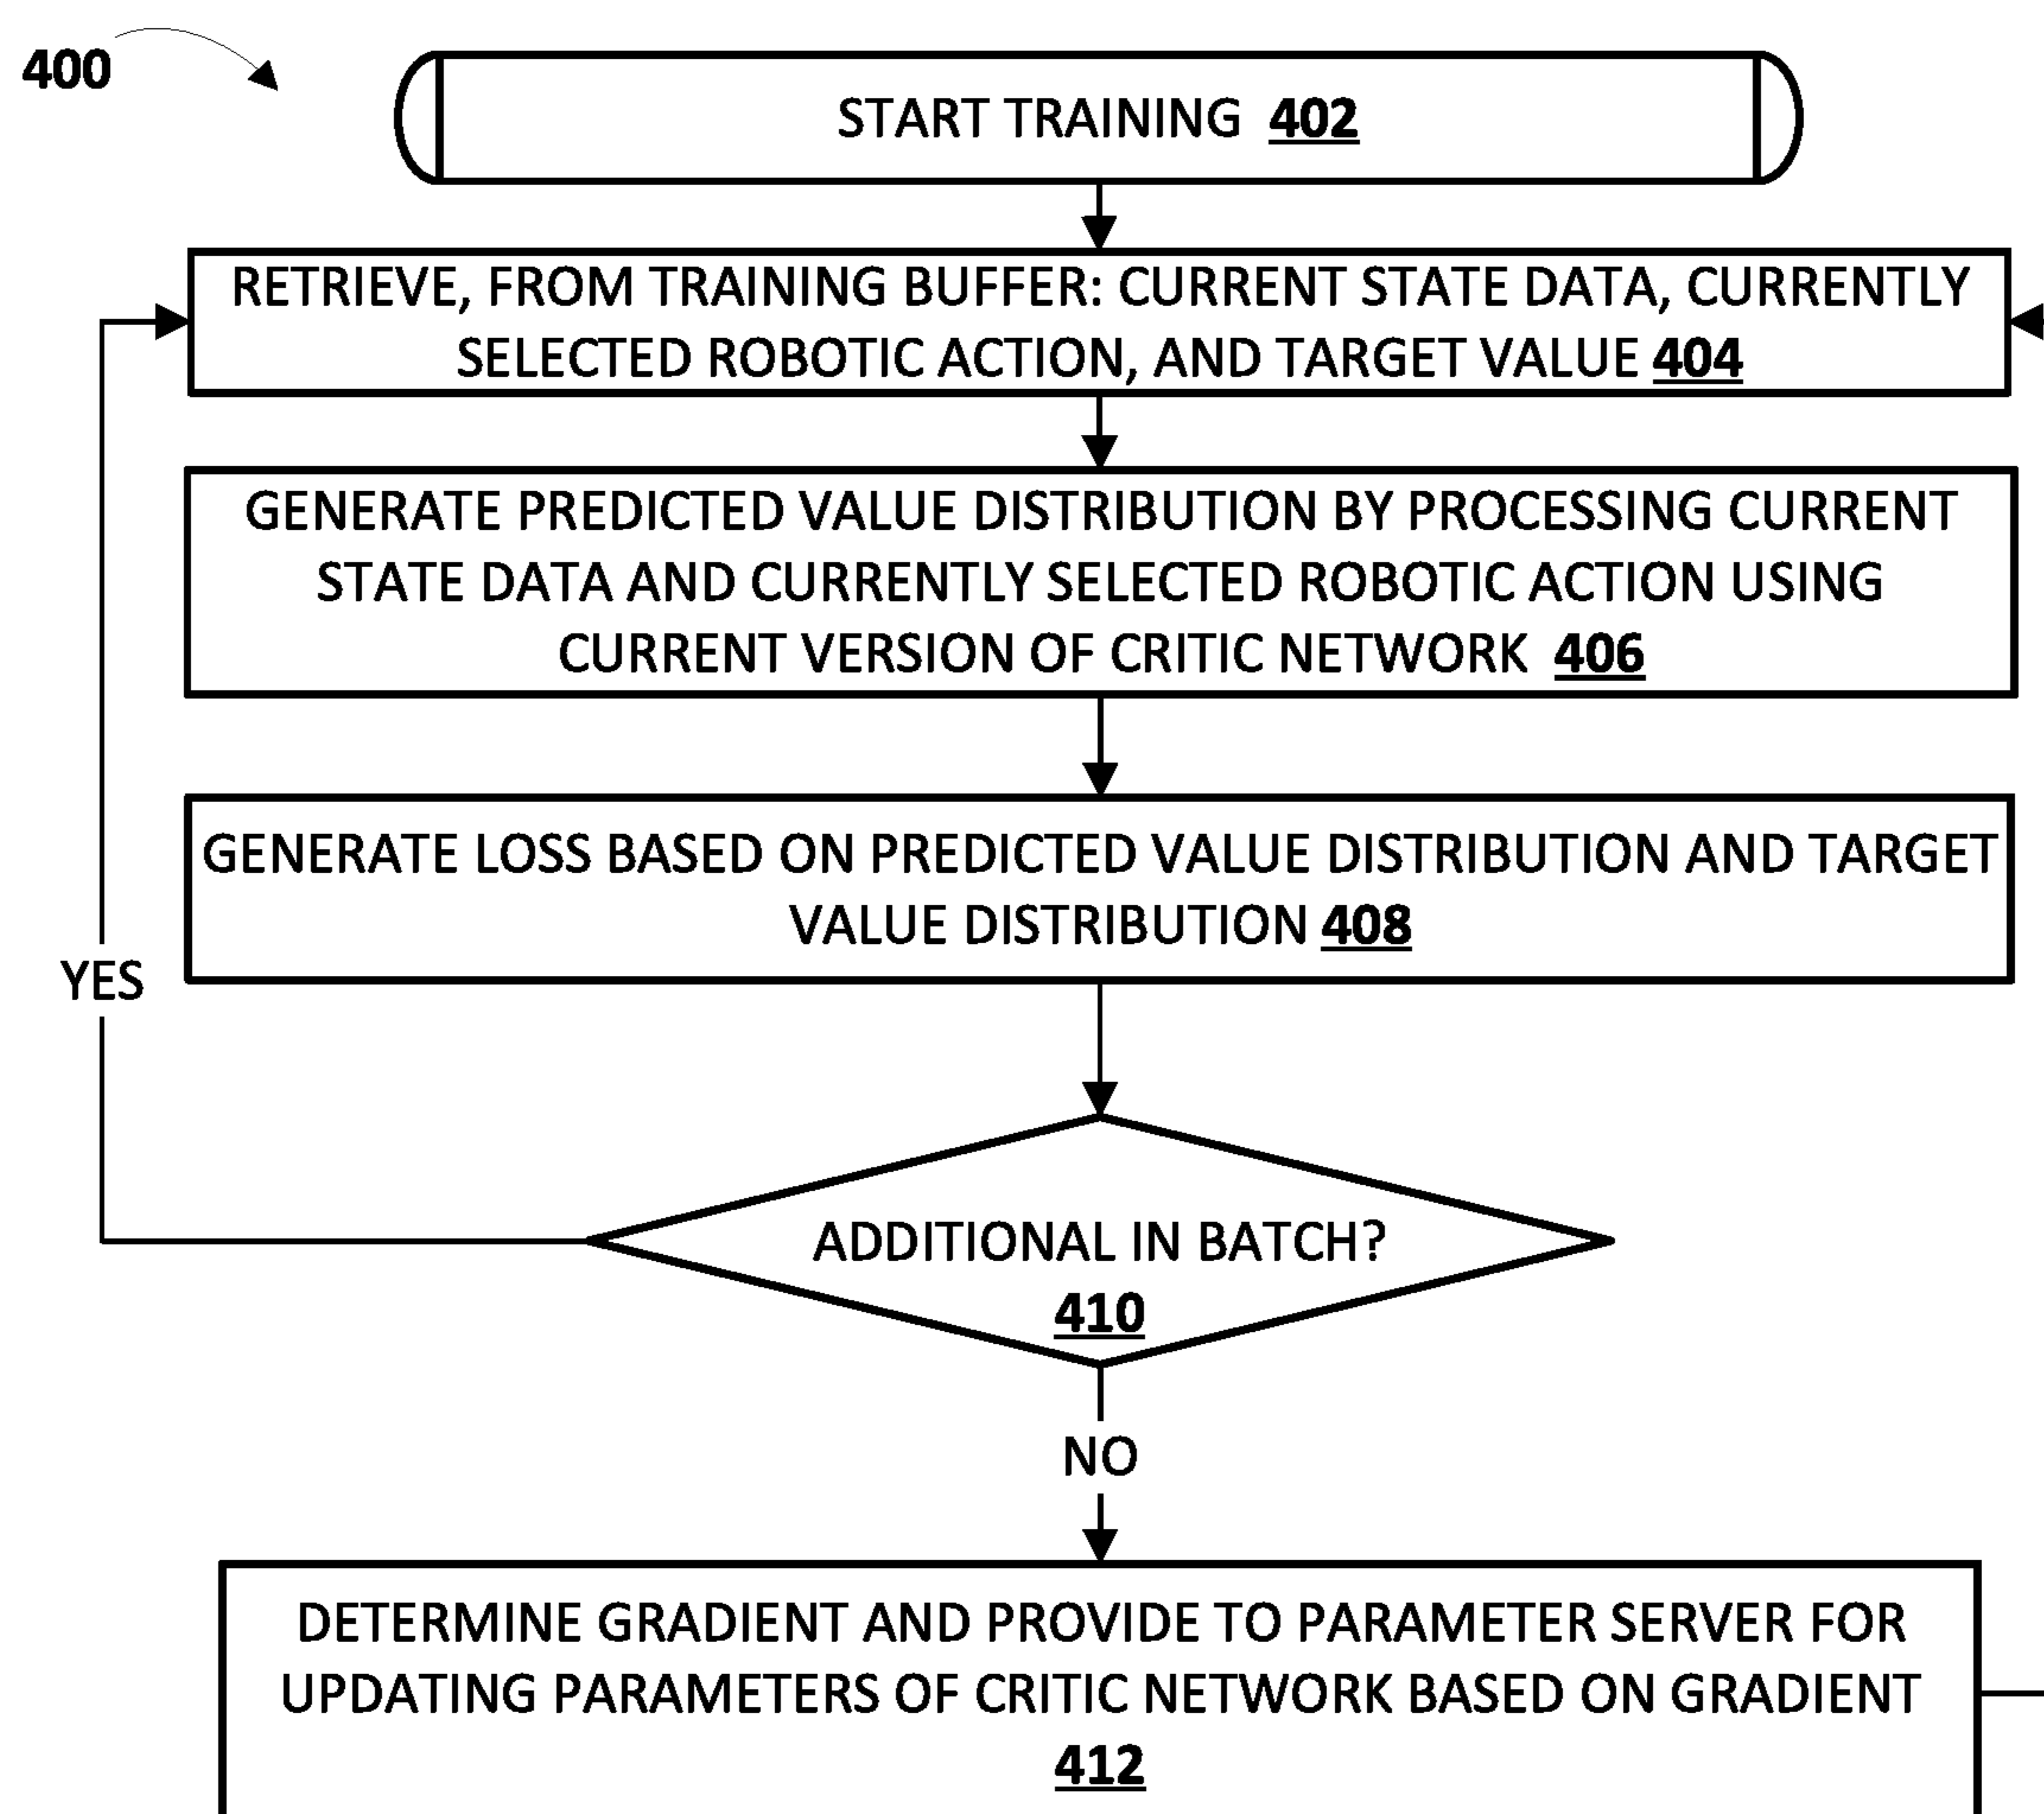 400
START TRAINING 402
RETRIEVE, FROM TRAINING BUFFER: CURRENT STATE DATA, CURRENTLY
SELECTED ROBOTIC ACTION, AND TARGET VALUE 404
GENERATE PREDICTED VALUE DISTRIBUTION BY PROCESSING CURRENT
STATE DATA AND CURRENTLY SELECTED ROBOTIC ACTION USING
CURRENT VERSION OF CRITIC NETWORK 406
GENERATE LOSS BASED ON PREDICTED VALUE DISTRIBUTION AND TARGET
VALUE DISTRIBUTION 408
YES
ADDITIONAL IN BATCH?
410
NO
DETERMINE GRADIENT AND PROVIDE TO PARAMETER SERVER FOR
UPDATING PARAMETERS OF CRITIC NETWORK BASED ON GRADIENT
412